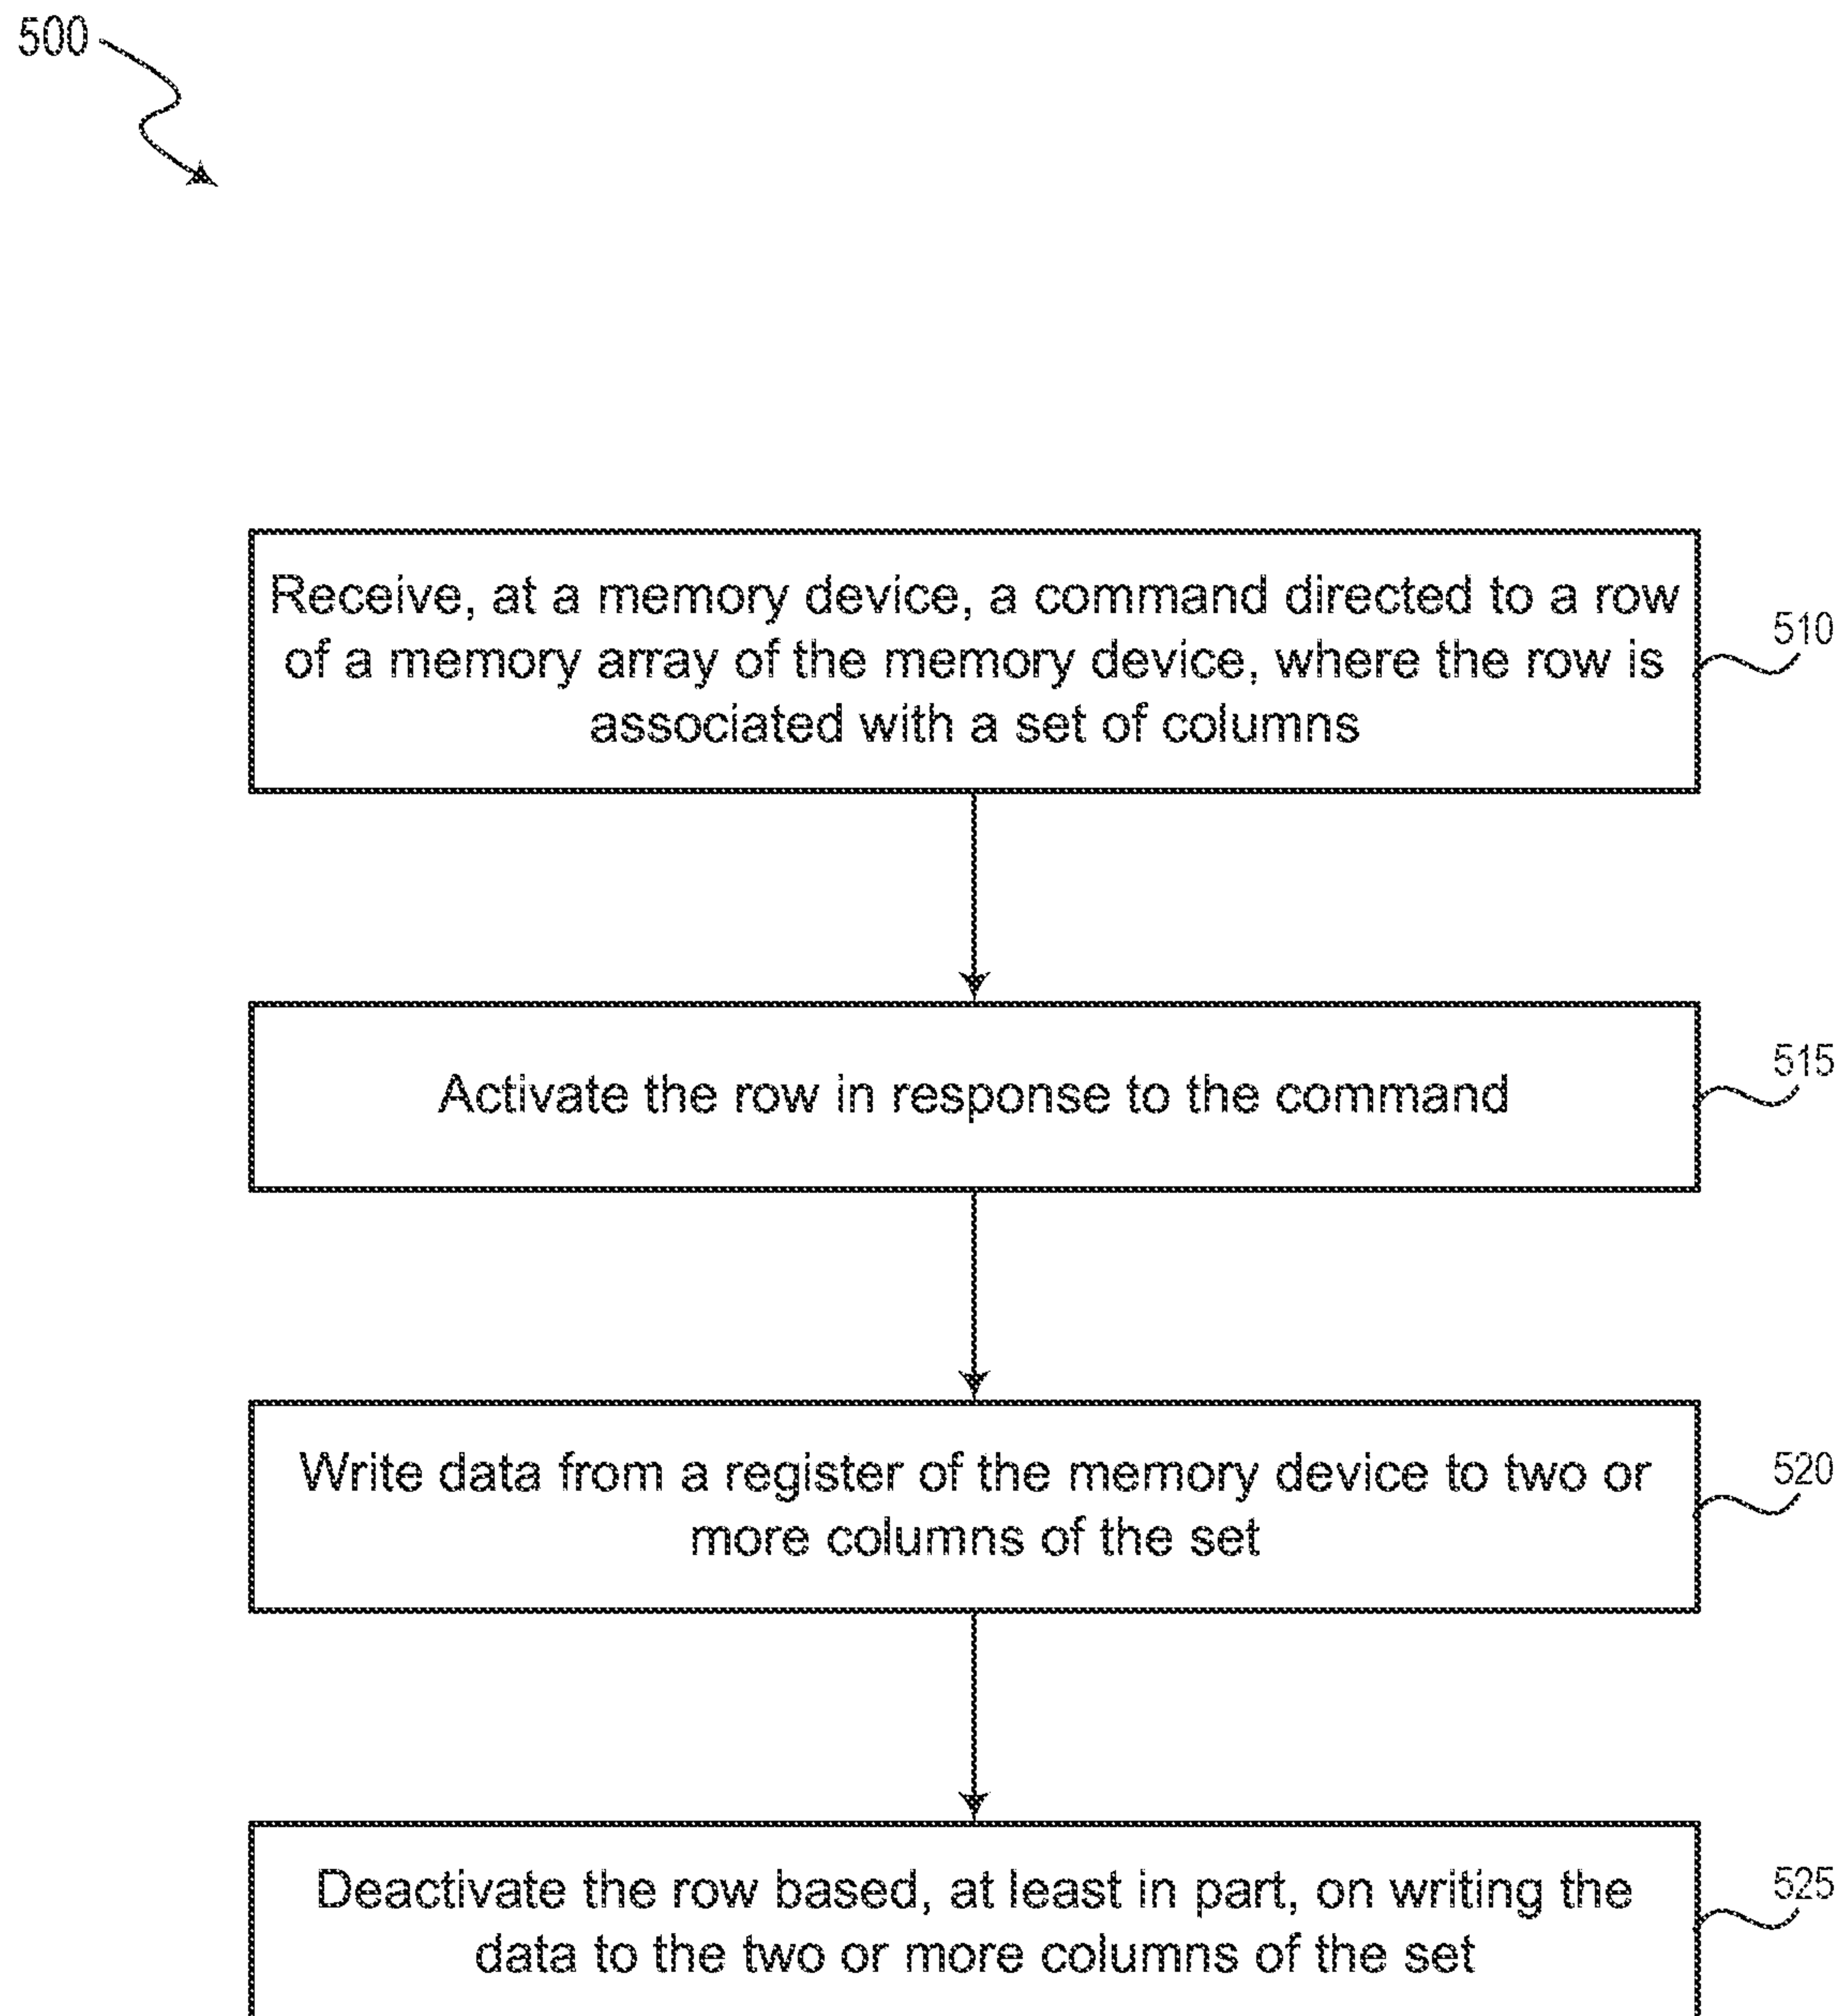 500
Receive, at a memory device, a command directed to a row
of a memory array of the memory device, where the row is
associated with a set of columns
510
Activate the row in response to the command
515
Write data from a register of the memory device to two or
more columns of the set
520
Deactivate the row based, at least in part, on writing the
data to the two or more columns of the set
525